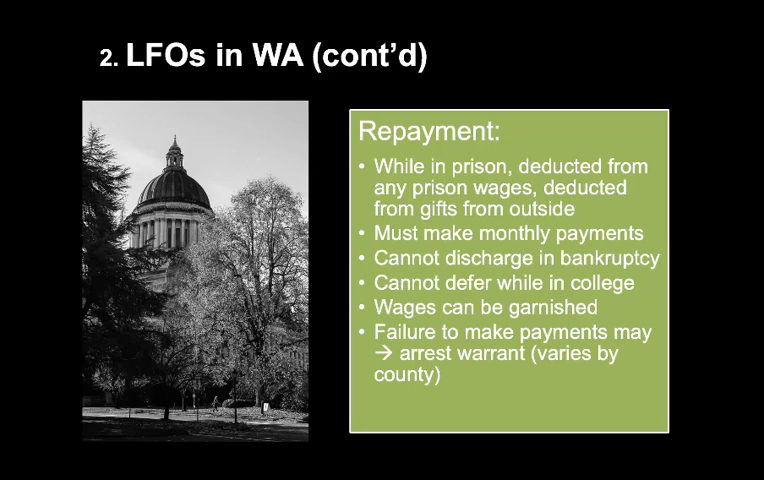 2. LFOs in WA (cont’d)
Repayment:
• While in prison, deducted from
any prison wages, deducted
from gifts from outside
• Must make monthly payments
• Cannot discharge in bankruptcy
• Cannot defer while in college
• Wages can be garnished
• Failure to make payments may
→ arrest warrant (varies by
county)